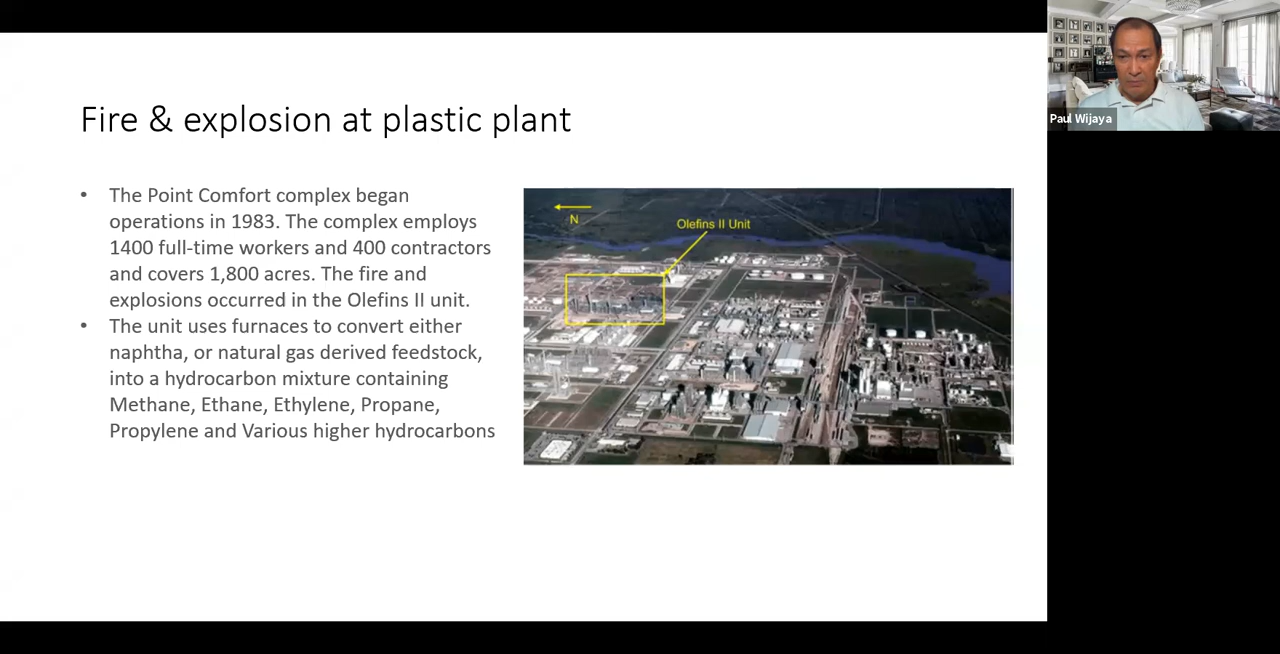 Fire & explosion at plastic plant
• The Point Comfort complex began
operations in 1983. The complex employs
1400 full-time workers and 400 contractors
and covers 1,800 acres. The fire and
explosions occurred in the Olefins II unit.
• The unit uses furnaces to convert either
naphtha, or natural gas derived feedstock,
into a hydrocarbon mixture containing
Methane, Ethane, Ethylene, Propane,
Propylene and Various higher hydrocarbons
N
Olefins II Unit
Paul Wijaya